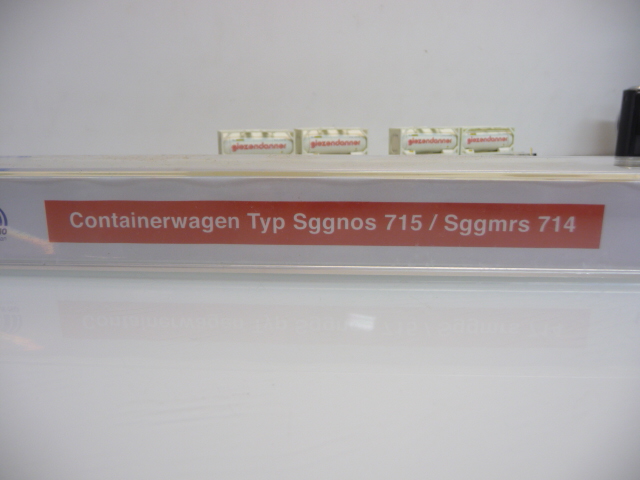 giezendanner giezendanner giezendanner giezendanner
Containerwagen Typ Sggnos 715 / Sggmrs 714